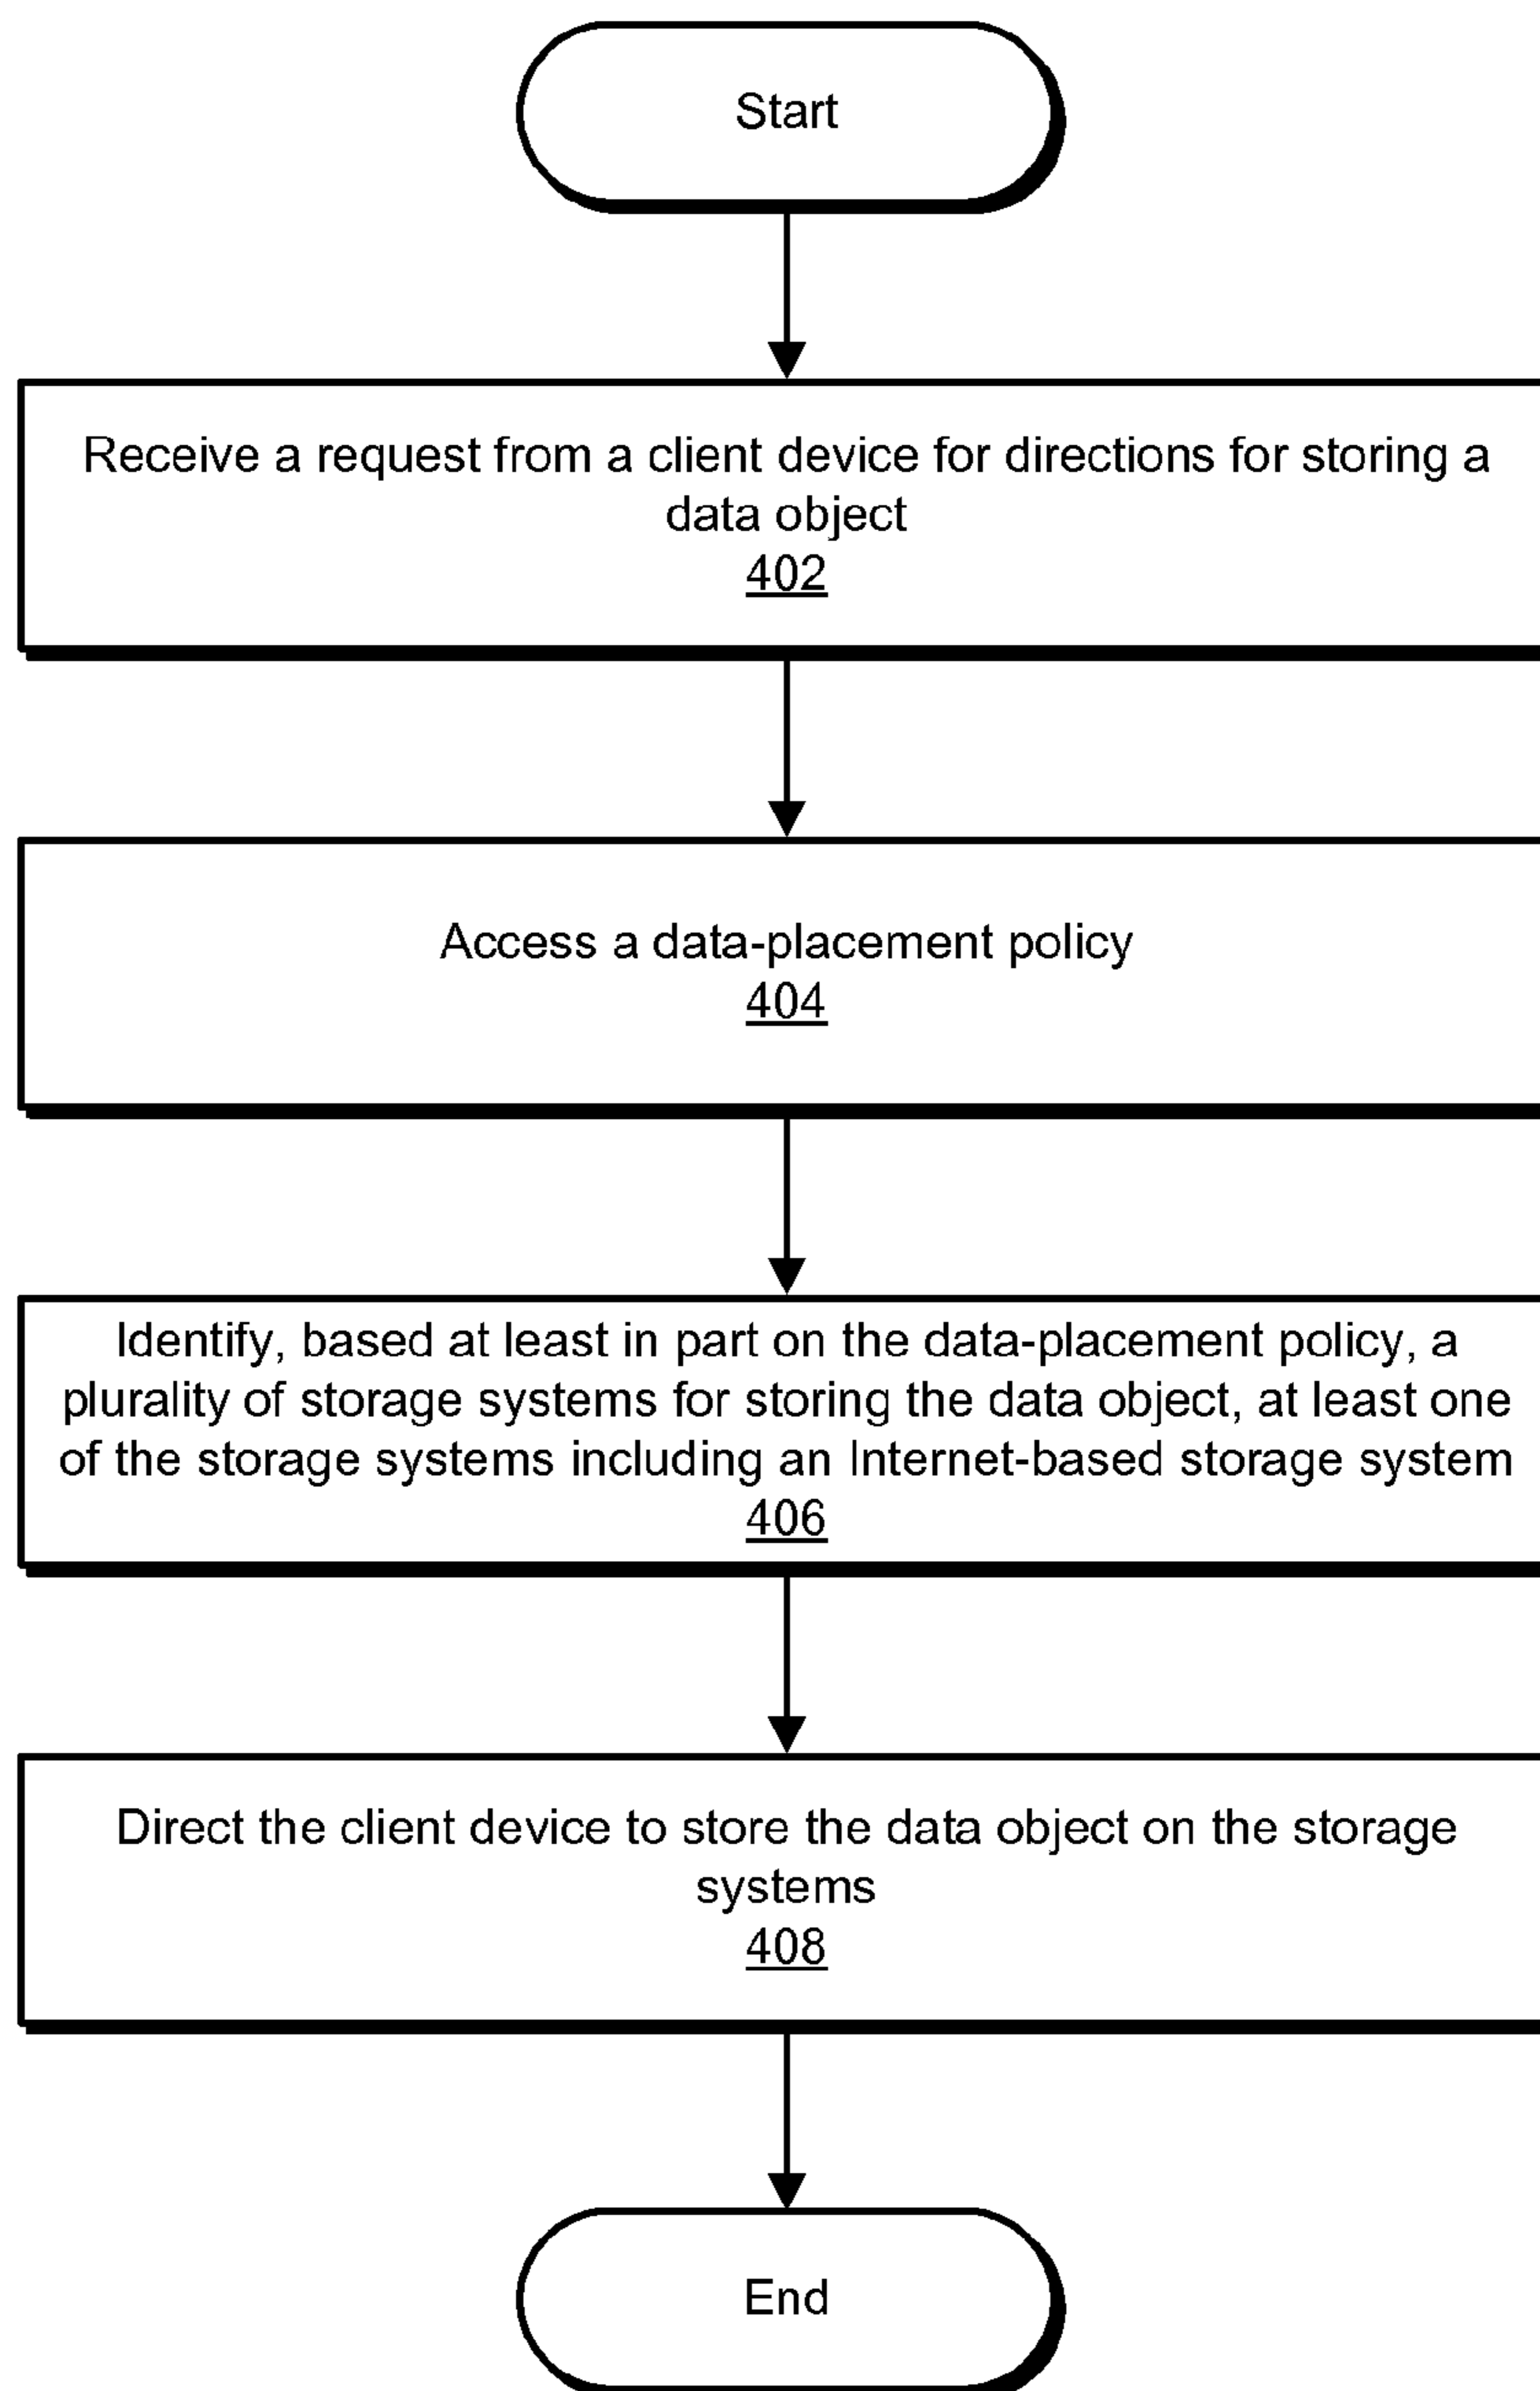 Start
Receive a request from a client device for directions for storing a
data object
402
Access a data-placement policy
404
Identify, based at least in part on the data-placement policy, a
plurality of storage systems for storing the data object, at least one
of the storage systems including an Internet-based storage system
406
Direct the client device to store the data object on the storage
systems
408
End